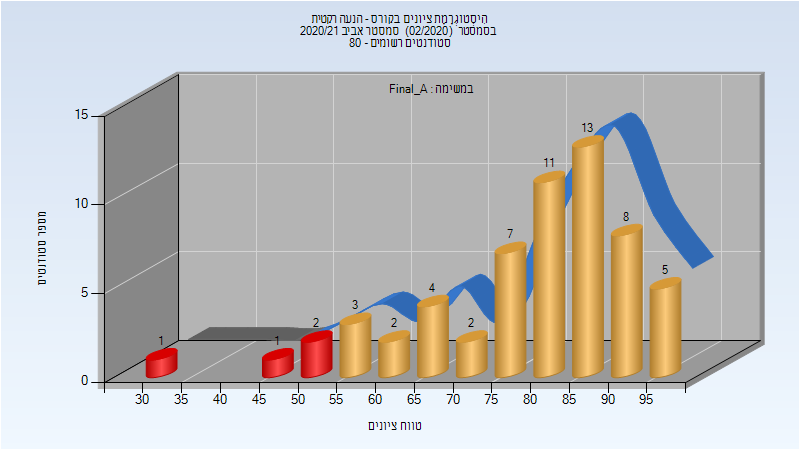 היסטוגרמת ציונים בקורס - הנעה רקטית
בסמסטר (02/2020) סמסטר אביב 2020/21
סטודנטים רשומים - 80
במשימה : Final_A
מספר סטודנטים
15
10
5
0
1
1
2
3
2
4
2
7
11
13
8
5
30 35 40 45 50 55 60 65 70 75 80 85 90 95
טווח ציונים